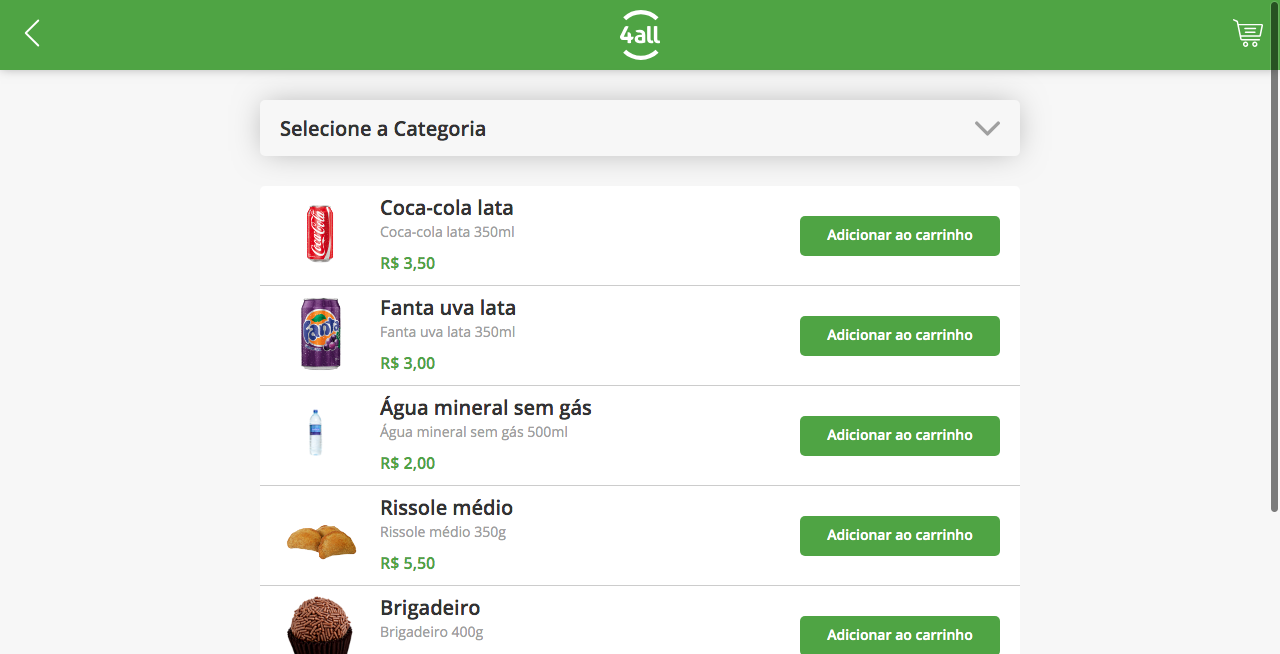 4all
Selecione a Categoria
Coca-Cola
Coca-cola lata
Coca-cola lata 350ml
R$ 3,50
Adicionar ao carrinho
Fanta
Fanta uva lata
Fanta uva lata 350ml
R$ 3,00
Adicionar ao carrinho
Água mineral sem gás
Água mineral sem gás 500ml
R$ 2,00
Adicionar ao carrinho
Rissole médio
Rissole médio 350g
R$ 5,50
Adicionar ao carrinho
Brigadeiro
Brigadeiro 400g
Adicionar ao carrinho